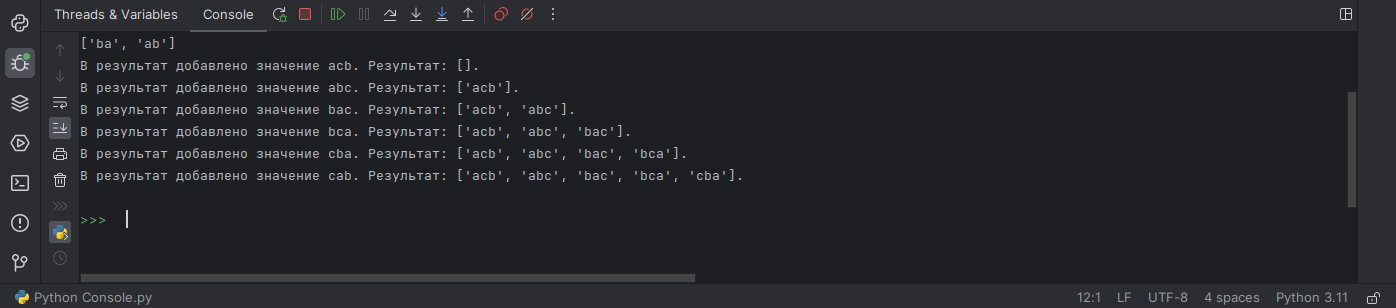 Threads & Variables Console
['ba', 'ab']
В результат добавлено значение acb. Результат: [].
В результат добавлено значение abc. Результат: ['acb'].
В результат добавлено значение bac. Результат: ['acb', 'abc'].
В результат добавлено значение bca. Результат: ['acb', 'abc', 'bac'].
В результат добавлено значение cba. Результат: ['acb', 'abc', 'bac', 'bca'].
В результат добавлено значение cab. Результат: ['acb', 'abc', 'bac', 'bca', 'cba'].
>>>
Python Console.py 12:1 LF UTF-8 4 spaces Python 3.11